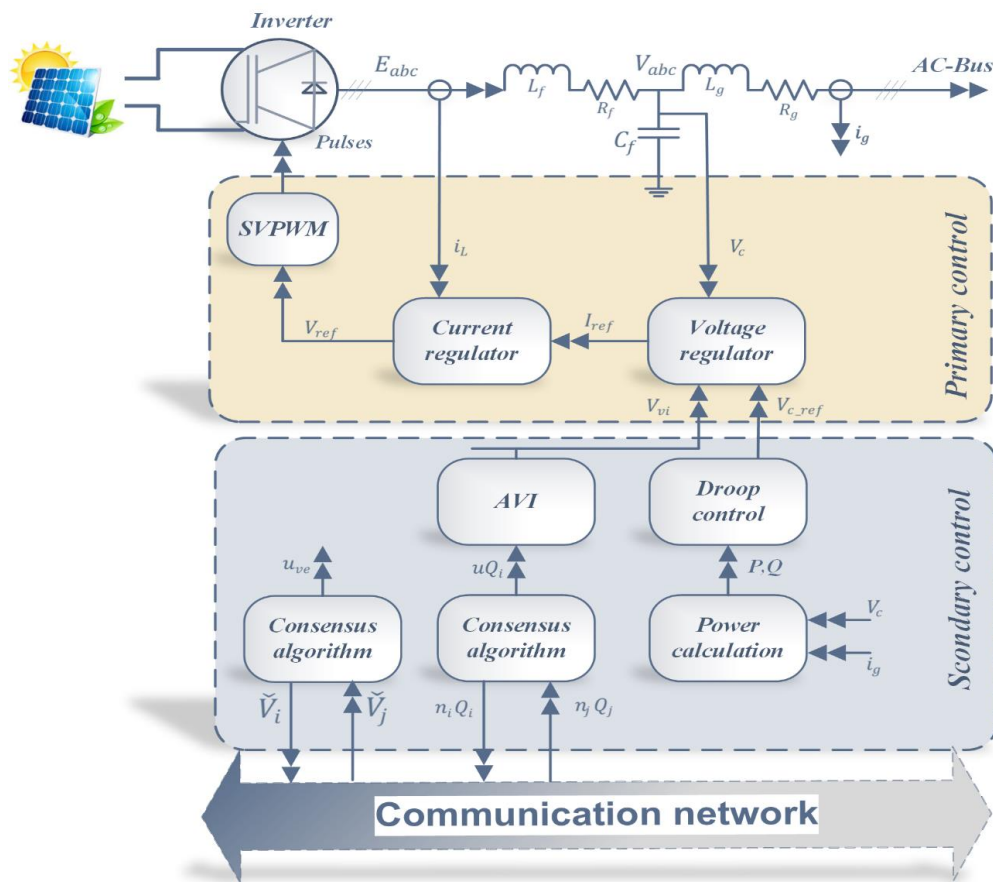 Inverter
E_abc
L_f
R_f
V_abc
L_g
R_g
AC-Bus
i_g
C_f
Pulses
SVPWM
i_L
V_c
V_ref
Current
regulator
I_ref
Voltage
regulator
Primary control
V_vi
V_c_ref
AVI
Droop
control
u_ve
uQ_i
P,Q
Consensus
algorithm
Consensus
algorithm
Power
calculation
V_c
i_g
Scondary control
V̌_i
V̌_j
n_i Q_i
n_j Q_j
Communication network